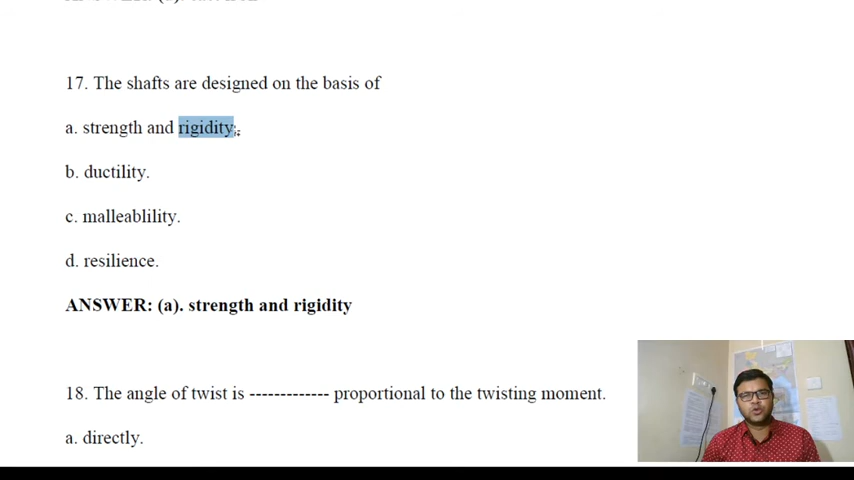 17. The shafts are designed on the basis of
a. strength and rigidity.
b. ductility.
c. malleablility.
d. resilience.
ANSWER: (a). strength and rigidity
18. The angle of twist is ------------- proportional to the twisting moment.
a. directly.